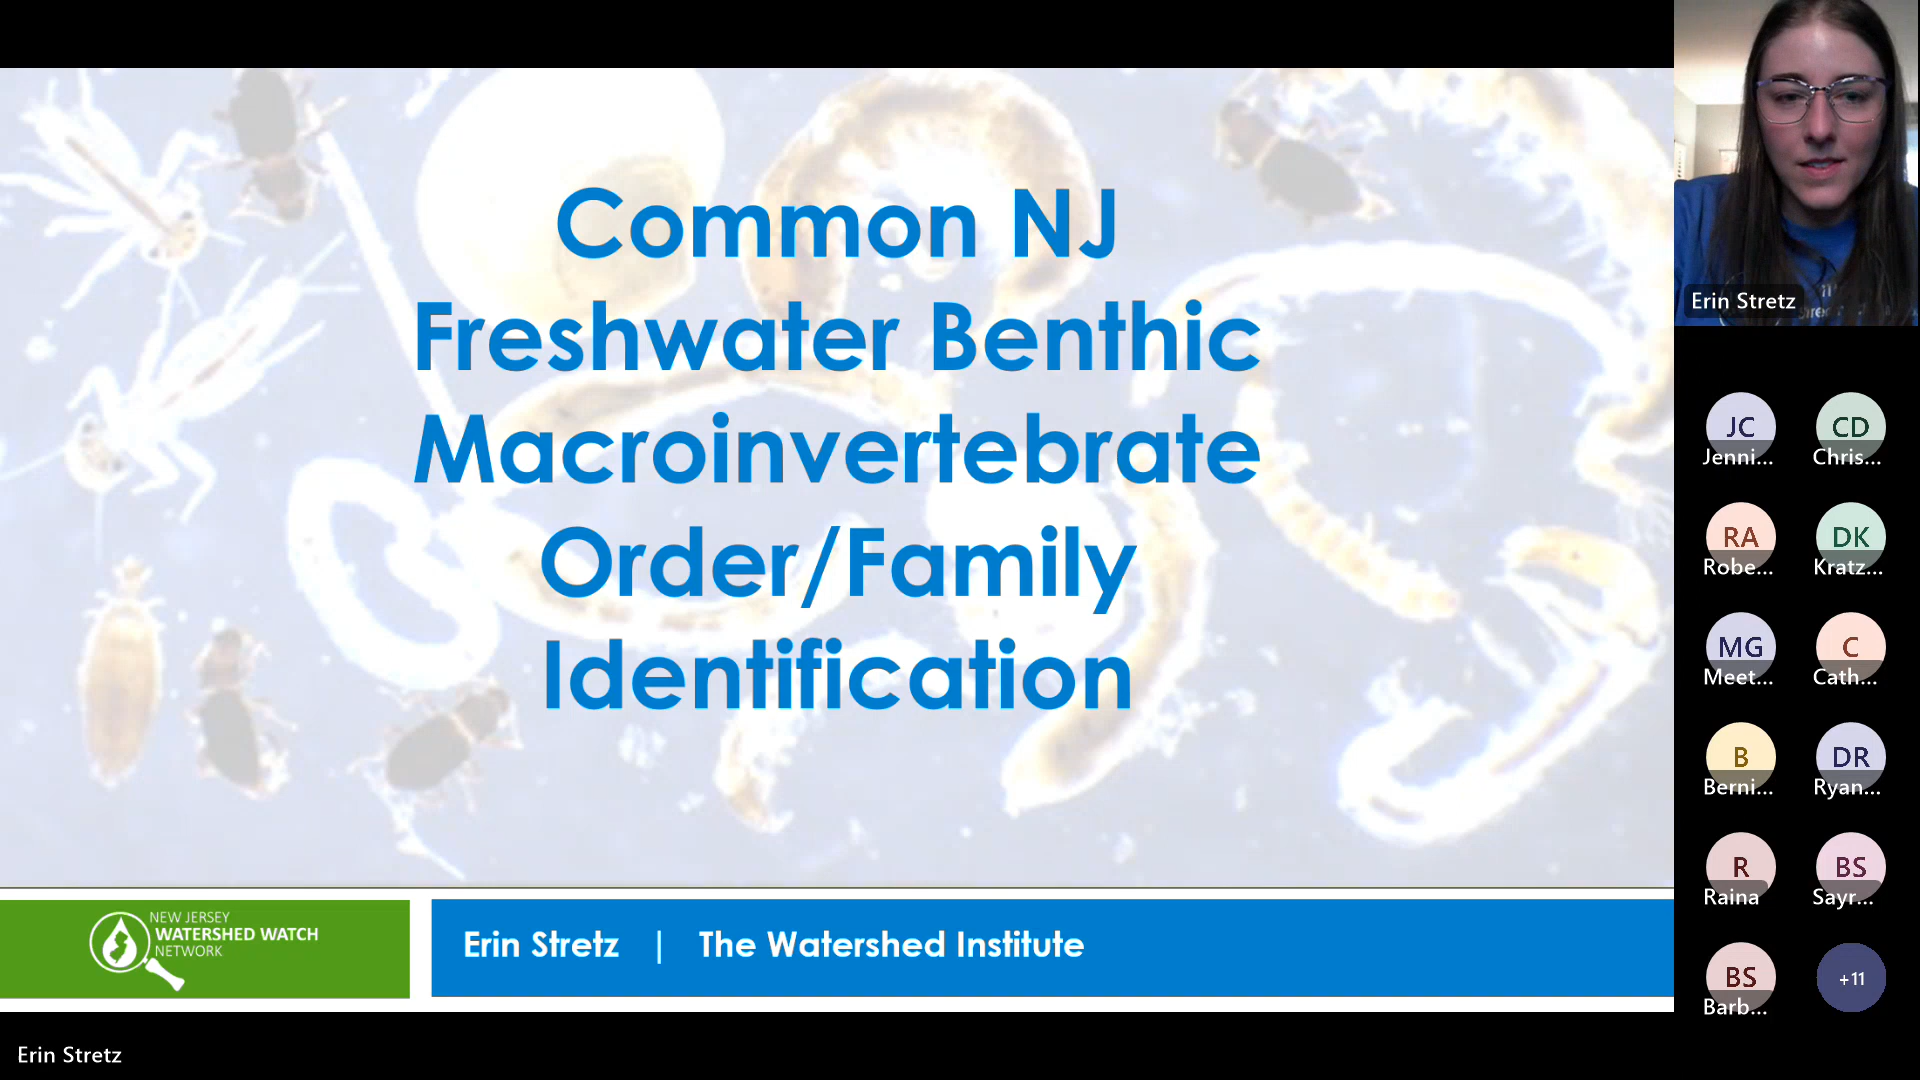 Common NJ
Freshwater Benthic
Macroinvertebrate
Order/Family
Identification
NEW JERSEY
WATERSHED WATCH
NETWORK
Erin Stretz | The Watershed Institute
Erin Stretz
Erin Stretz
JC
Jenni...
CD
Chris...
RA
Robe...
DK
Kratz...
MG
Meet...
C
Cath...
B
Berni...
DR
Ryan...
R
Raina
BS
Sayr...
BS
Barb...
+11